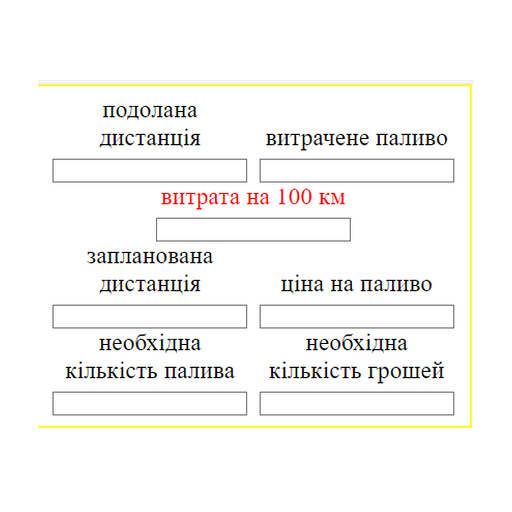 подолана
дистанція
витрачене паливо
витрата на 100 км
запланована
дистанція
ціна на паливо
необхідна
кількість палива
необхідна
кількість грошей